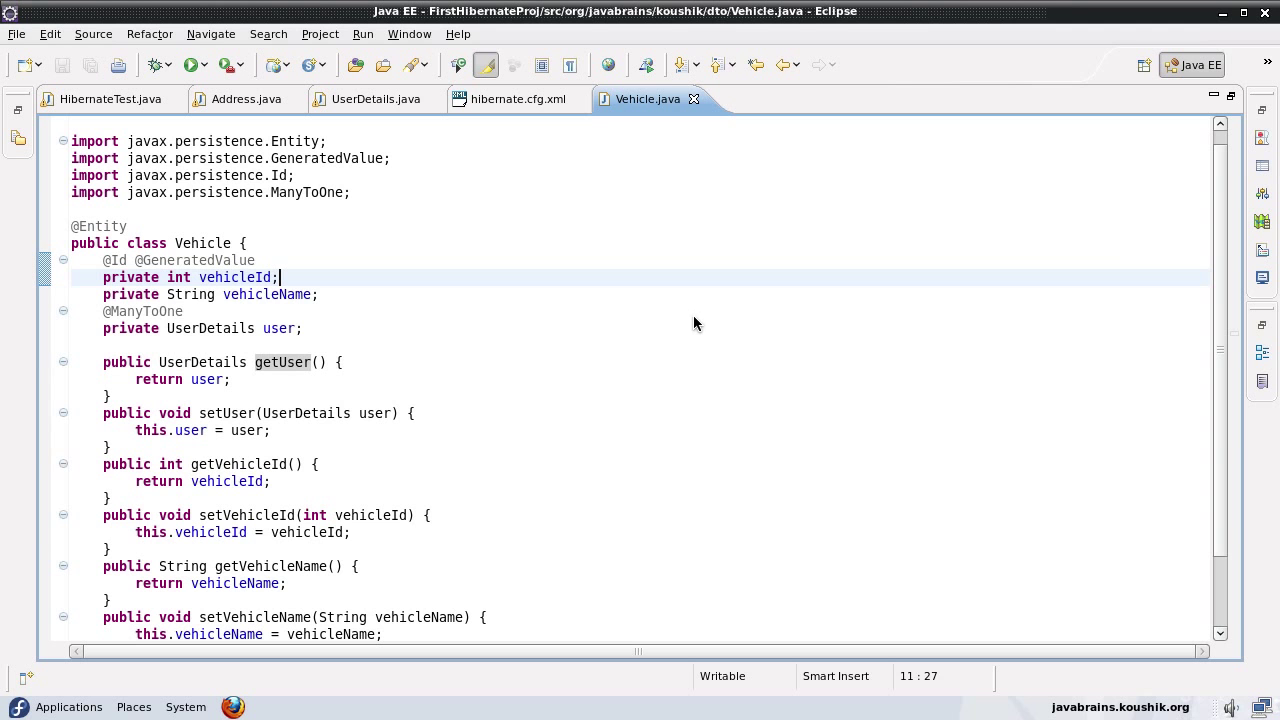 Java EE - FirstHibernateProj/src/org/javabrains/koushik/dto/Vehicle.java - Eclipse
File Edit Source Refactor Navigate Search Project Run Window Help
Java EE
HibernateTest.java Address.java UserDetails.java hibernate.cfg.xml Vehicle.java
import javax.persistence.Entity;
import javax.persistence.GeneratedValue;
import javax.persistence.Id;
import javax.persistence.ManyToOne;
@Entity
public class Vehicle {
@Id @GeneratedValue
private int vehicleId;
private String vehicleName;
@ManyToOne
private UserDetails user;
public UserDetails getUser() {
return user;
}
public void setUser(UserDetails user) {
this.user = user;
}
public int getVehicleId() {
return vehicleId;
}
public void setVehicleId(int vehicleId) {
this.vehicleId = vehicleId;
}
public String getVehicleName() {
return vehicleName;
}
public void setVehicleName(String vehicleName) {
this.vehicleName = vehicleName;
Writable Smart Insert 11 : 27
Applications Places System javabrains.koushik.org